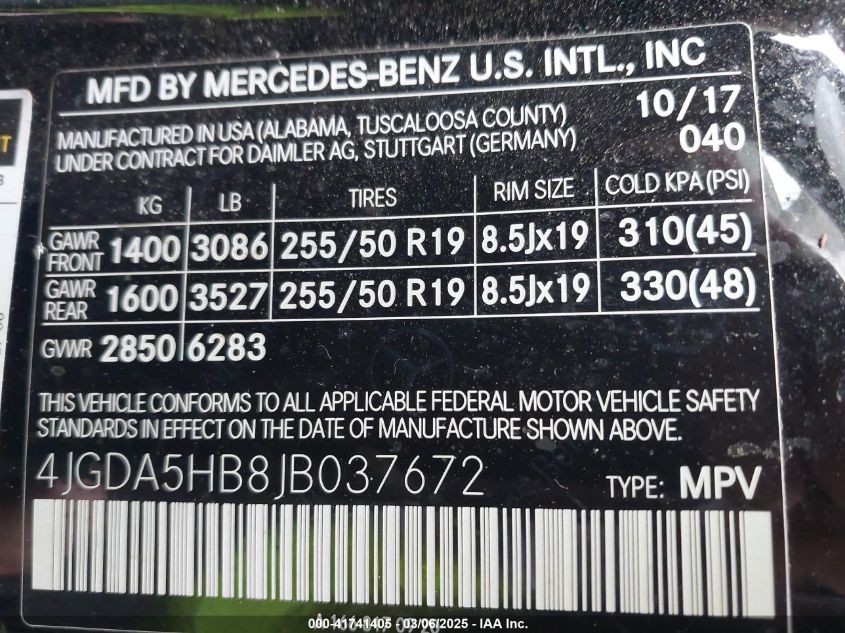 MFD BY MERCEDES-BENZ U.S. INTL., INC
MANUFACTURED IN USA (ALABAMA, TUSCALOOSA COUNTY) 10/17
UNDER CONTRACT FOR DAIMLER AG, STUTTGART (GERMANY) 040
KG LB TIRES RIM SIZE COLD KPA (PSI)
GAWR FRONT 1400 3086 255/50 R19 8.5Jx19 310(45)
GAWR REAR 1600 3527 255/50 R19 8.5Jx19 330(48)
GVWR 2850 6283
THIS VEHICLE CONFORMS TO ALL APPLICABLE FEDERAL MOTOR VEHICLE SAFETY
STANDARDS IN EFFECT ON THE DATE OF MANUFACTURE SHOWN ABOVE.
4JGDA5HB8JB037672 TYPE: MPV
000-41741405 - 03/06/2025 - IAA Inc.